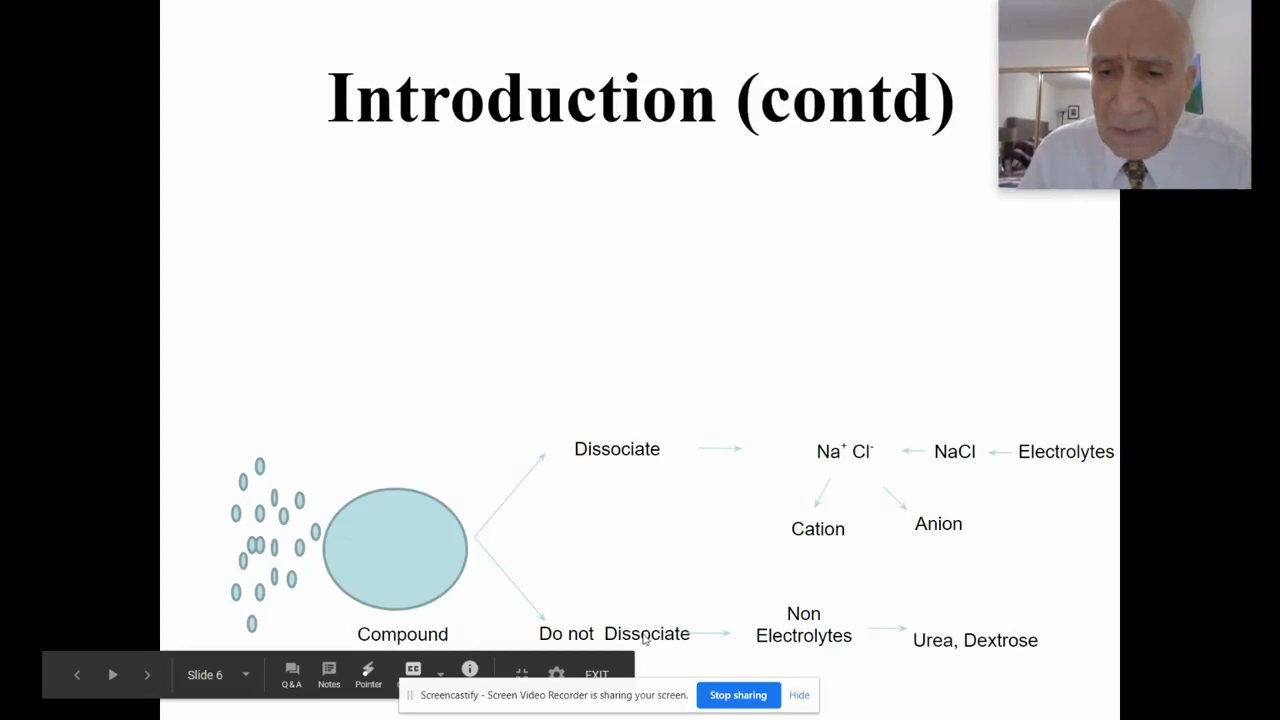 Introduction (contd)
Dissociate
Na+ Cl-
NaCl
Electrolytes
Cation
Anion
Non
Electrolytes
Compound
Do not Dissociate
Urea, Dextrose
Slide 6
Q & A
Notes
Pointer
EXIT
Screencastify - Screen Video Recorder is sharing your screen.
Stop sharing
Hide